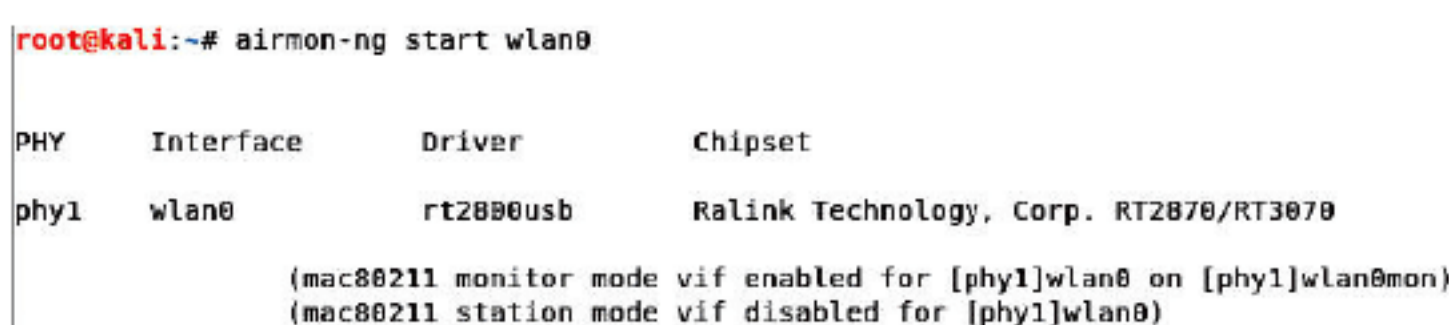 root@kali:~# airmon-ng start wlan0
PHY Interface Driver Chipset
phy1 wlan0 rt2800usb Ralink Technology, Corp. RT2870/RT3070
(mac80211 monitor mode vif enabled for [phy1]wlan0 on [phy1]wlan0mon)
(mac80211 station mode vif disabled for [phy1]wlan0)